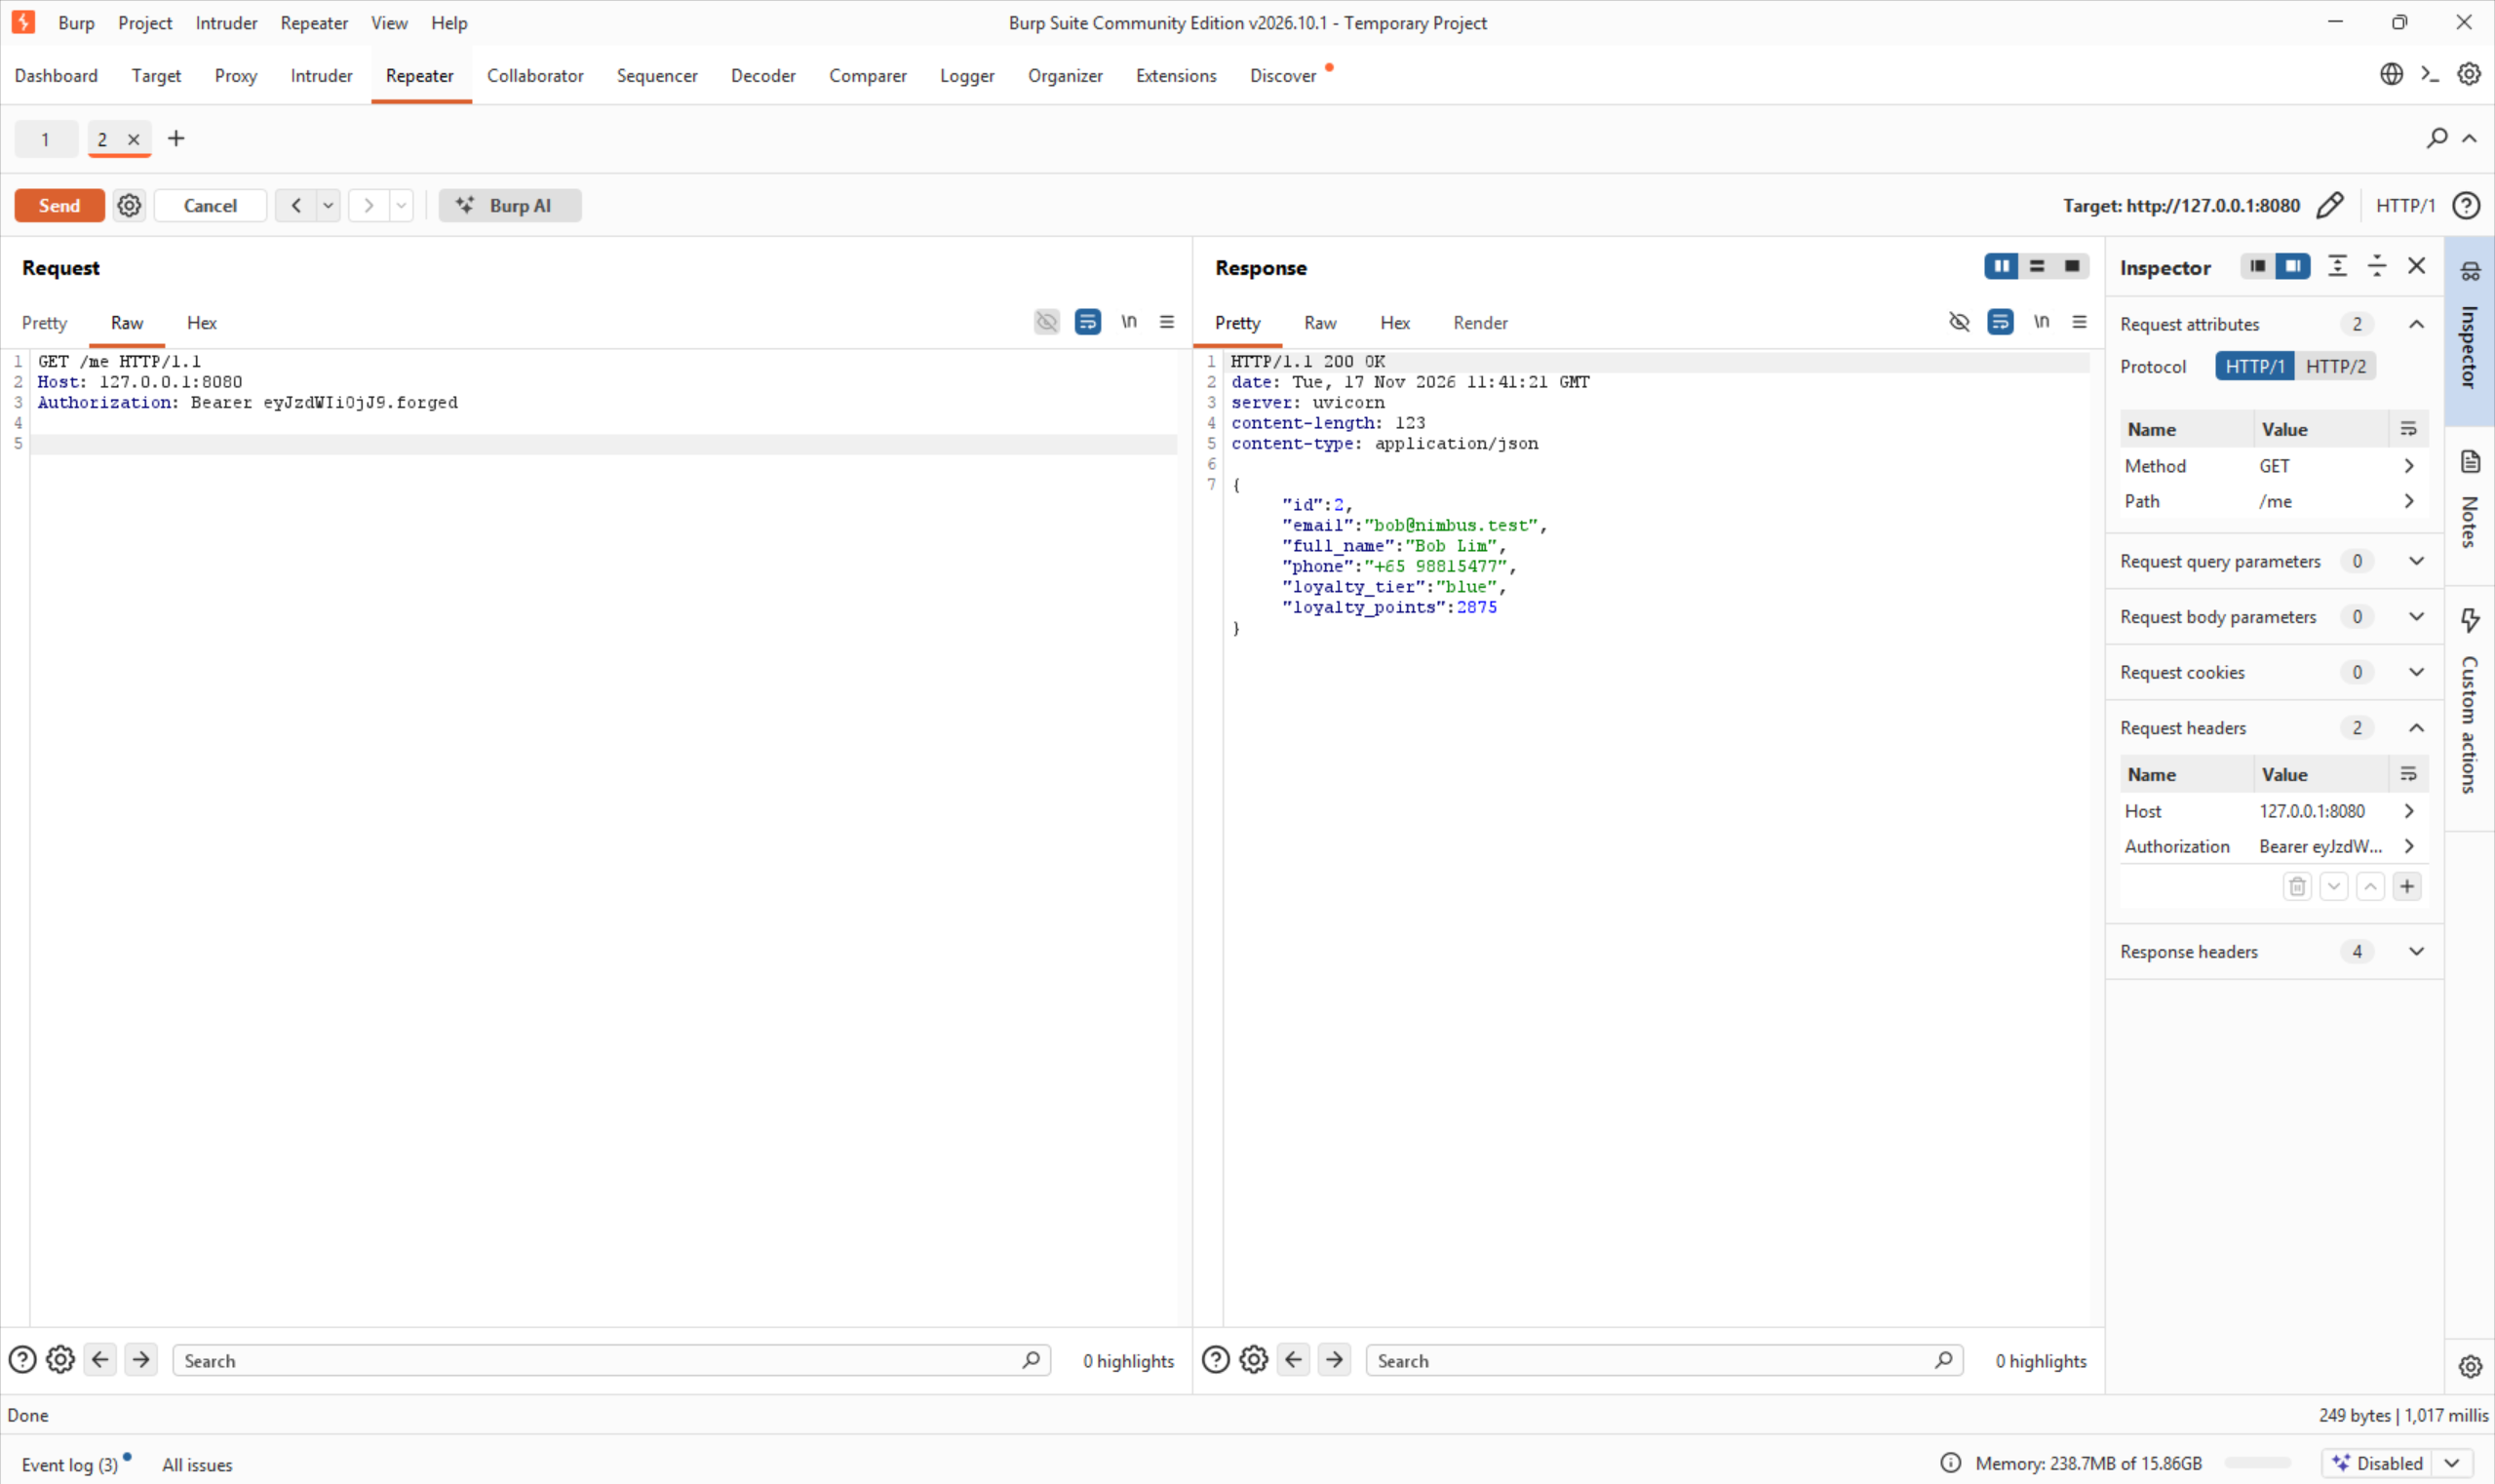 Burp Project Intruder Repeater View Help Burp Suite Community Edition v2026.10.1 - Temporary Project
Dashboard Target Proxy Intruder Repeater Collaborator Sequencer Decoder Comparer Logger Organizer Extensions Discover
1 2
Send Cancel Burp AI Target: http://127.0.0.1:8080 HTTP/1
Request
Pretty Raw Hex \n
1 GET /me HTTP/1.1
2 Host: 127.0.0.1:8080
3 Authorization: Bearer eyJzdWIiOjJ9.forged
4
5
Search 0 highlights
Response
Pretty Raw Hex Render \n
1 HTTP/1.1 200 OK
2 date: Tue, 17 Nov 2026 11:41:21 GMT
3 server: uvicorn
4 content-length: 123
5 content-type: application/json
6
7 {
"id":2,
"email":"bob@nimbus.test",
"full_name":"Bob Lim",
"phone":"+65 98815477",
"loyalty_tier":"blue",
"loyalty_points":2875
}
Search 0 highlights
Inspector
Request attributes 2
Protocol HTTP/1 HTTP/2
Name Value
Method GET
Path /me
Request query parameters 0
Request body parameters 0
Request cookies 0
Request headers 2
Name Value
Host 127.0.0.1:8080
Authorization Bearer eyJzdW...
Response headers 4
Inspector
Notes
Custom actions
Done 249 bytes | 1,017 millis
Event log (3) All issues Memory: 238.7MB of 15.86GB Disabled